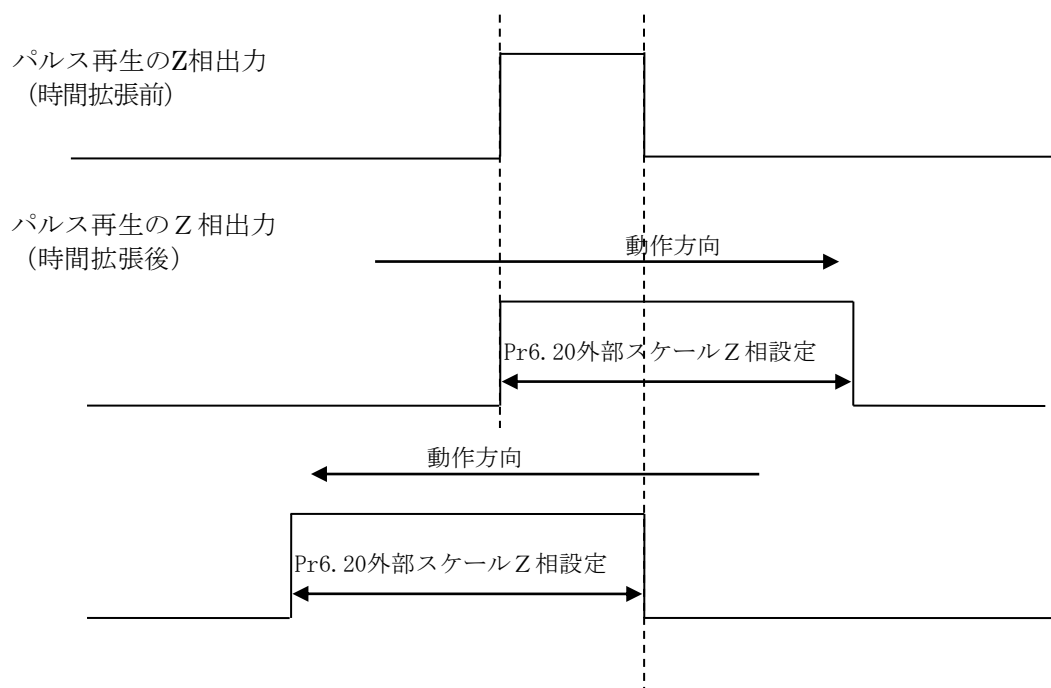 パルス再生のZ相出力
（時間拡張前）
パルス再生のＺ相出力
（時間拡張後）
動作方向
Pr6.20外部スケールＺ相設定
動作方向
Pr6.20外部スケールＺ相設定